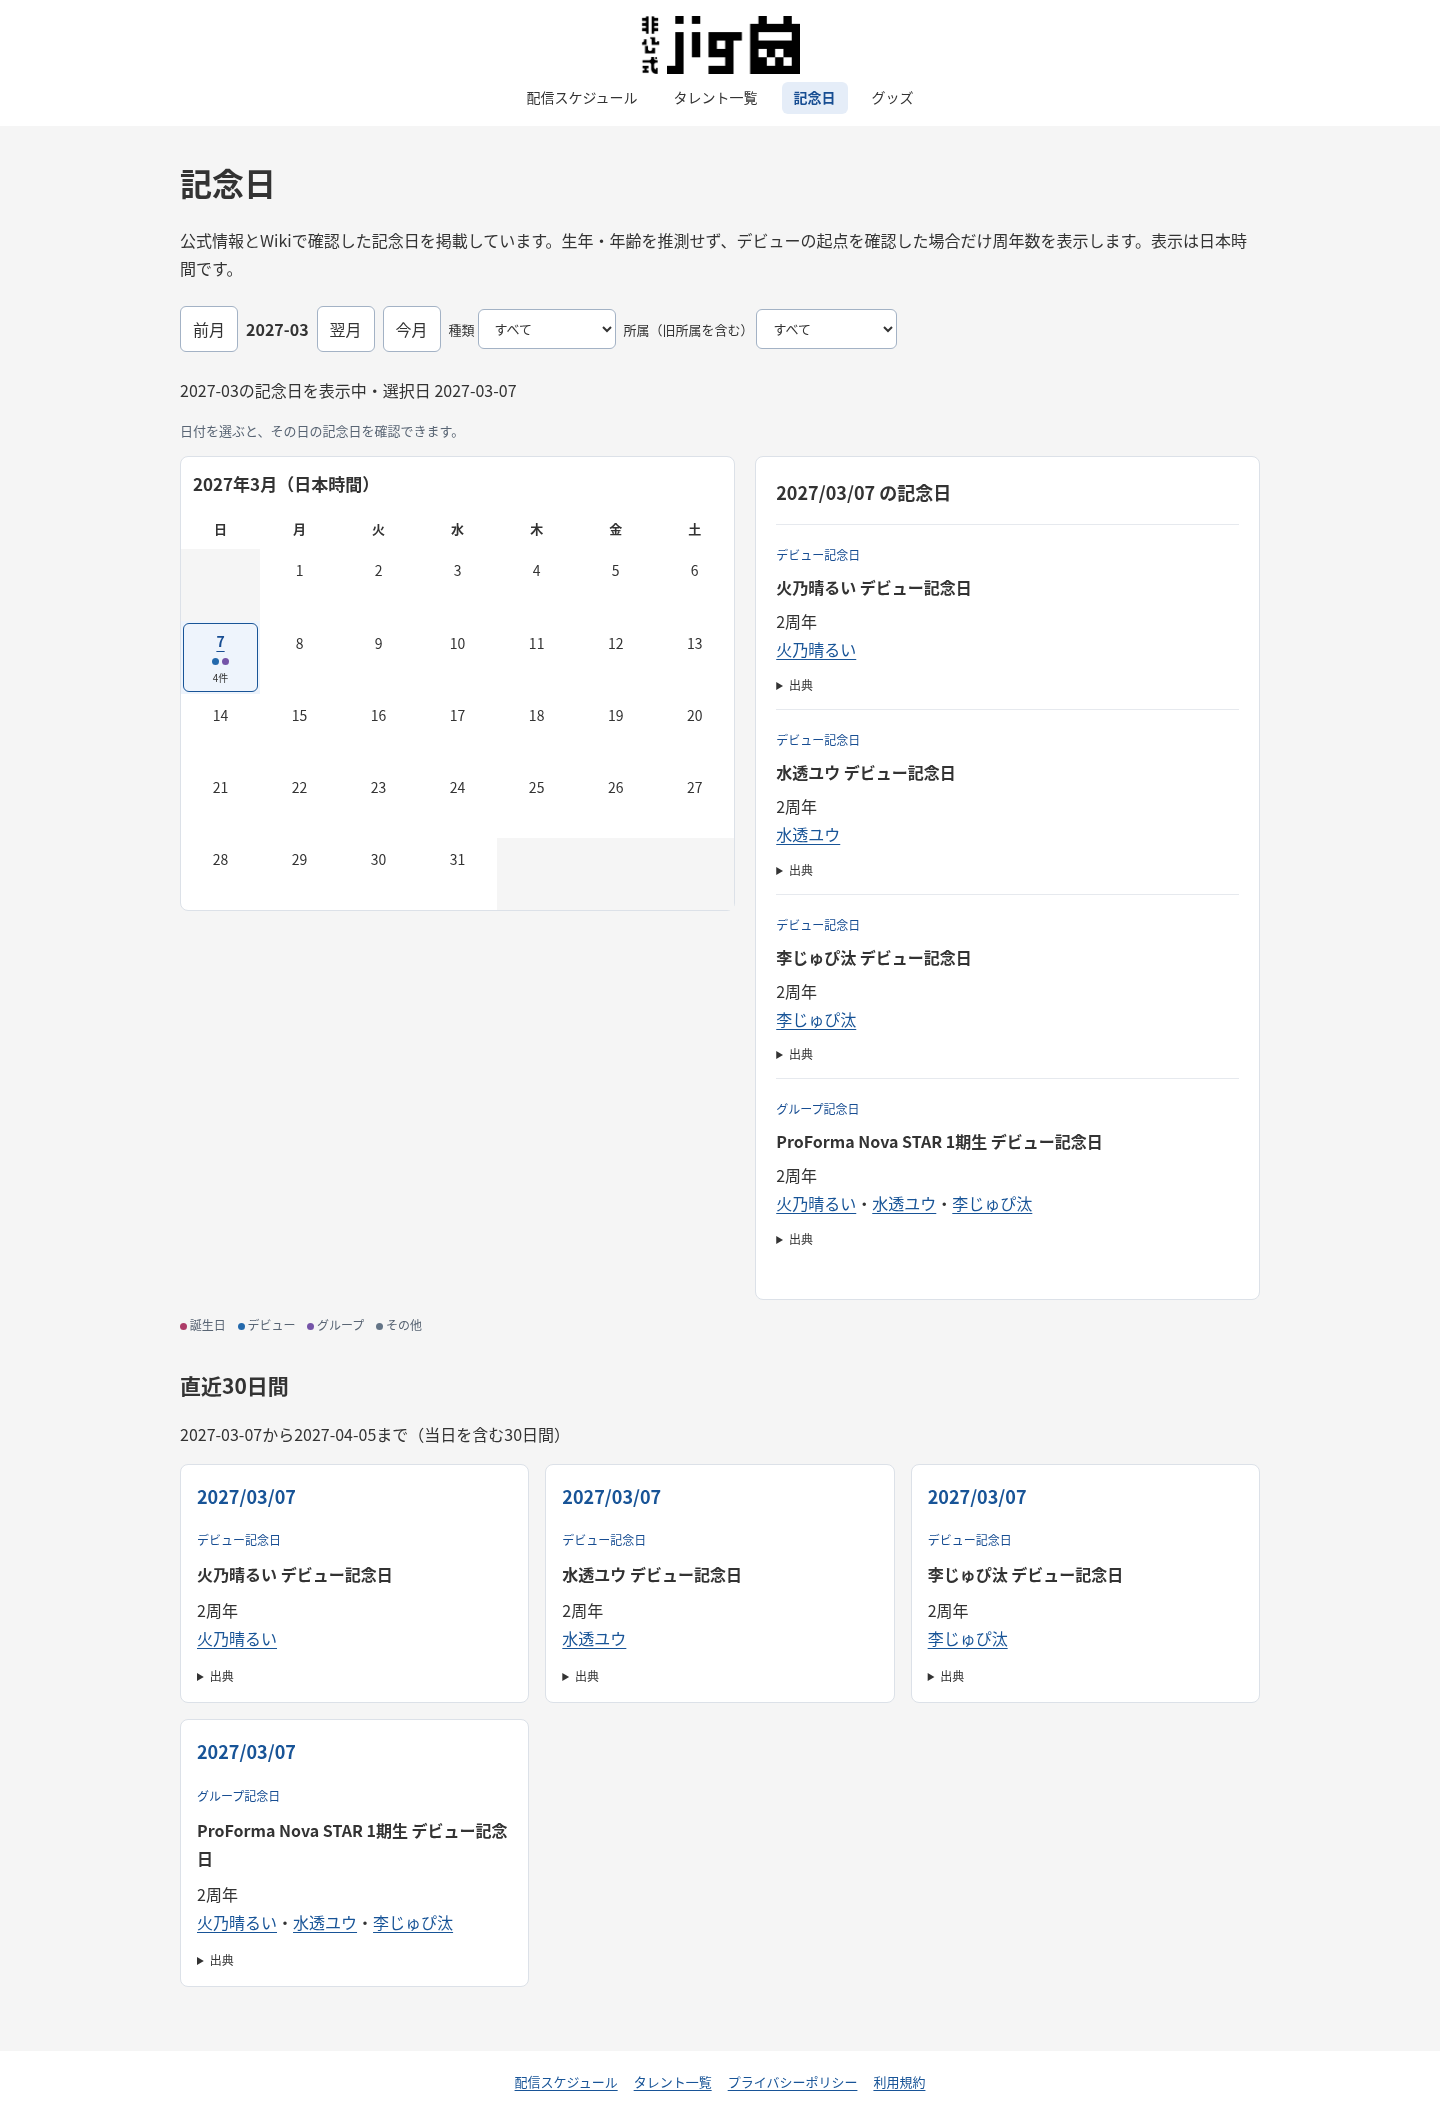 非公式 jig 曲
配信スケジュール タレント一覧 記念日 グッズ
記念日
公式情報とWikiで確認した記念日を掲載しています。生年・年齢を推測せず、デビューの起点を確認した場合だけ周年数を表示します。表示は日本時
間です。
前月 2027-03 翌月 今月 種類 すべて 所属（旧所属を含む） すべて
2027-03の記念日を表示中・選択日 2027-03-07
日付を選ぶと、その日の記念日を確認できます。
2027年3月（日本時間）
日 月 火 水 木 金 土
1 2 3 4 5 6
7 8 9 10 11 12 13
4件
14 15 16 17 18 19 20
21 22 23 24 25 26 27
28 29 30 31
2027/03/07 の記念日
デビュー記念日
火乃晴るい デビュー記念日
2周年
火乃晴るい
▶ 出典
デビュー記念日
水透ユウ デビュー記念日
2周年
水透ユウ
▶ 出典
デビュー記念日
李じゅぴ汰 デビュー記念日
2周年
李じゅぴ汰
▶ 出典
グループ記念日
ProForma Nova STAR 1期生 デビュー記念日
2周年
火乃晴るい・水透ユウ・李じゅぴ汰
▶ 出典
誕生日 デビュー グループ その他
直近30日間
2027-03-07から2027-04-05まで（当日を含む30日間）
2027/03/07
デビュー記念日
火乃晴るい デビュー記念日
2周年
火乃晴るい
▶ 出典
2027/03/07
デビュー記念日
水透ユウ デビュー記念日
2周年
水透ユウ
▶ 出典
2027/03/07
デビュー記念日
李じゅぴ汰 デビュー記念日
2周年
李じゅぴ汰
▶ 出典
2027/03/07
グループ記念日
ProForma Nova STAR 1期生 デビュー記念
日
2周年
火乃晴るい・水透ユウ・李じゅぴ汰
▶ 出典
配信スケジュール タレント一覧 プライバシーポリシー 利用規約